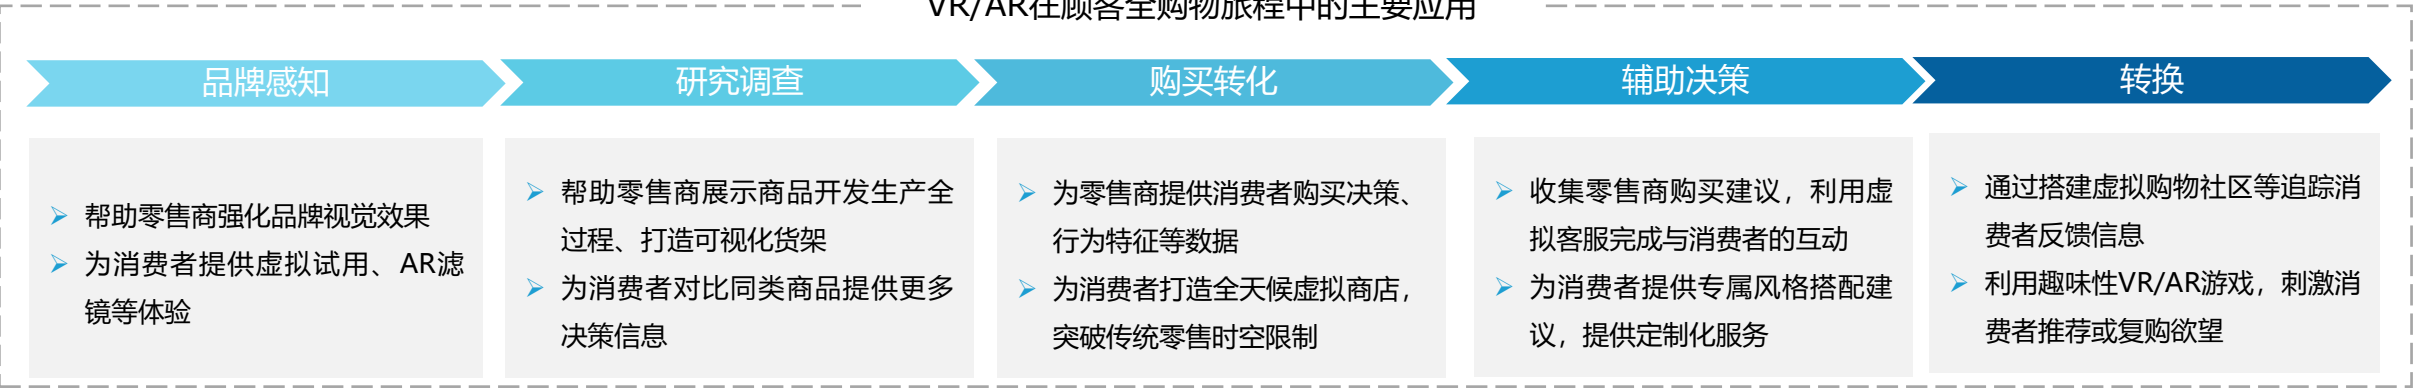 VR/AR在顾客全购物旅程中的主要应用
品牌感知
研究调查
购买转化
辅助决策
转换
帮助零售商强化品牌视觉效果
为消费者提供虚拟试用、AR滤
镜等体验
帮助零售商展示商品开发生产全
过程、打造可视化货架
为消费者对比同类商品提供更多
决策信息
为零售商提供消费者购买决策、
行为特征等数据
为消费者打造全天候虚拟商店，
突破传统零售时空限制
收集零售商购买建议，利用虚
拟客服完成与消费者的互动
为消费者提供专属风格搭配建
议，提供定制化服务
通过搭建虚拟购物社区等追踪消
费者反馈信息
利用趣味性VR/AR游戏，刺激消
费者推荐或复购欲望